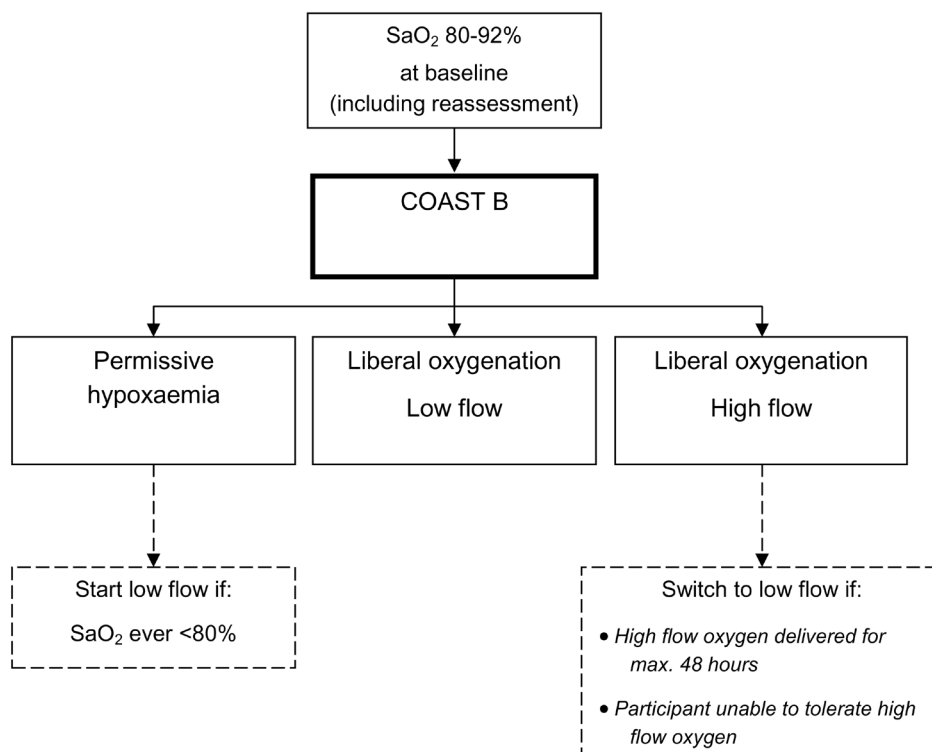 SaO₂ 80-92%
at baseline
(including reassessment)
COAST B
Permissive
hypoxaemia
Liberal oxygenation
Low flow
Liberal oxygenation
High flow
Start low flow if:
SaO₂ ever <80%
Switch to low flow if:
• High flow oxygen delivered for
max. 48 hours
• Participant unable to tolerate high
flow oxygen